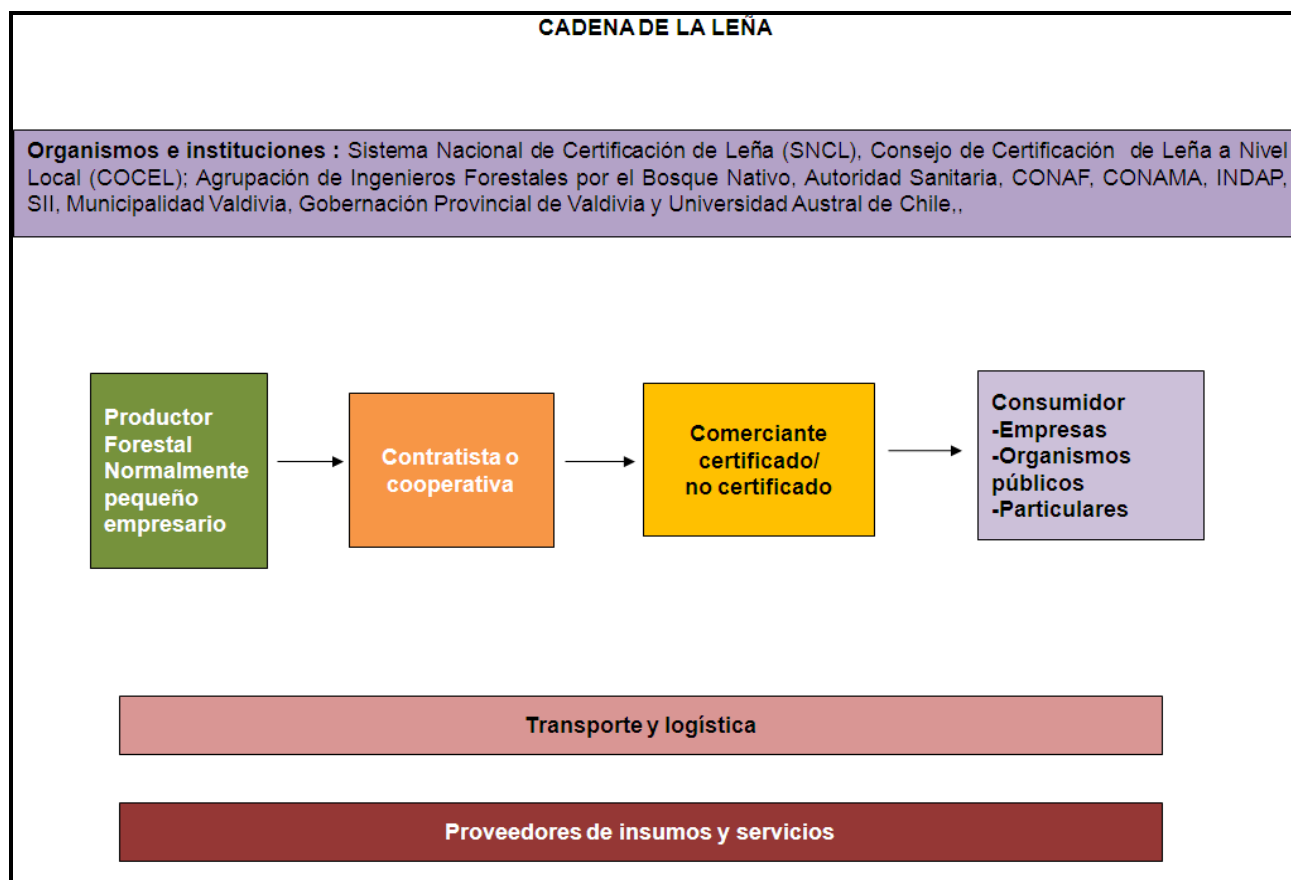 CADENA DE LA LEÑA
Organismos e instituciones : Sistema Nacional de Certificación de Leña (SNCL), Consejo de Certificación de Leña a Nivel
Local (COCEL); Agrupación de Ingenieros Forestales por el Bosque Nativo, Autoridad Sanitaria, CONAF, CONAMA, INDAP,
SII, Municipalidad Valdivia, Gobernación Provincial de Valdivia y Universidad Austral de Chile,,
Productor
Forestal
Normalmente
pequeño
empresario
Contratista o
cooperativa
Comerciante
certificado/
no certificado
Consumidor
-Empresas
-Organismos
públicos
-Particulares
Transporte y logística
Proveedores de insumos y servicios